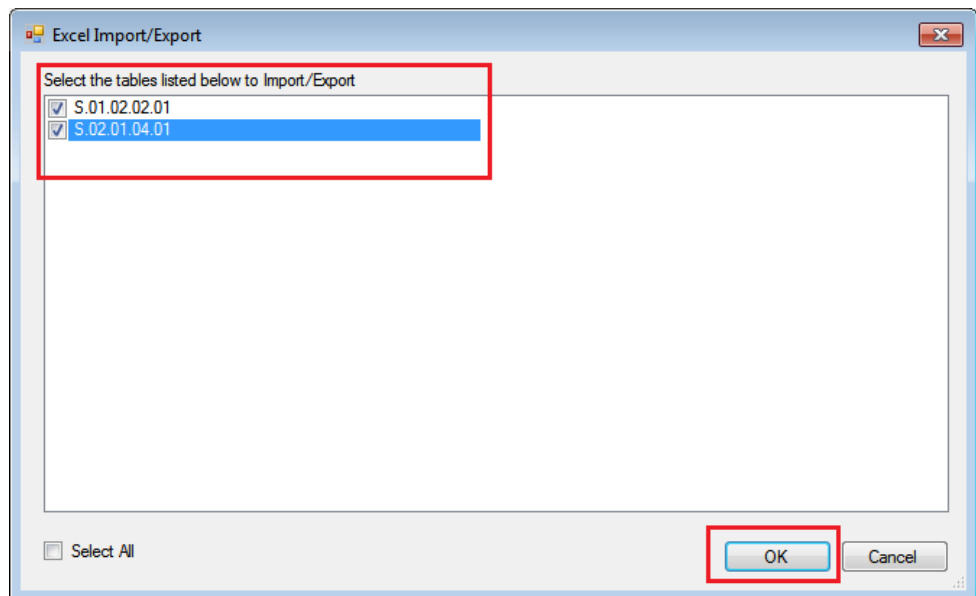 Excel Import/Export
Select the tables listed below to Import/Export
S.01.02.02.01
S.02.01.04.01
Select All
OK
Cancel